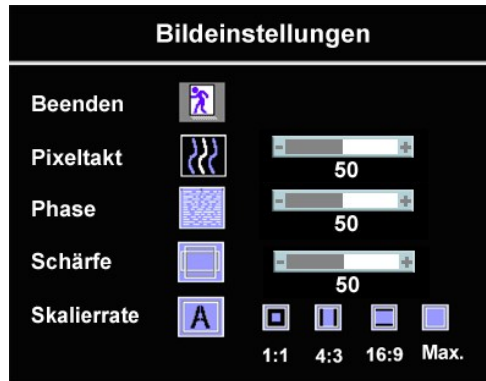 Bildeinstellungen
Beenden
Pixeltakt
50
Phase
50
Schärfe
50
Skalierrate A
1:1 4:3 16:9 Max.